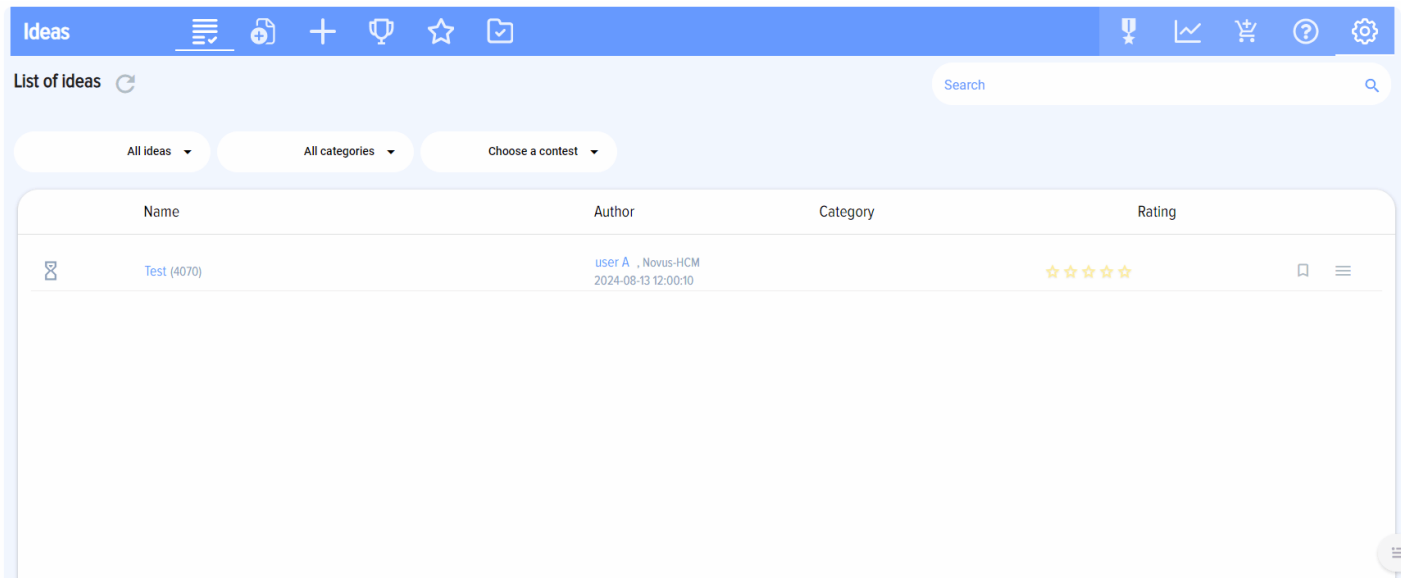 Ideas
List of ideas
Search
All ideas
All categories
Choose a contest
Name Author Category Rating
Test (4070)
user A , Novus-HCM
2024-08-13 12:00:10